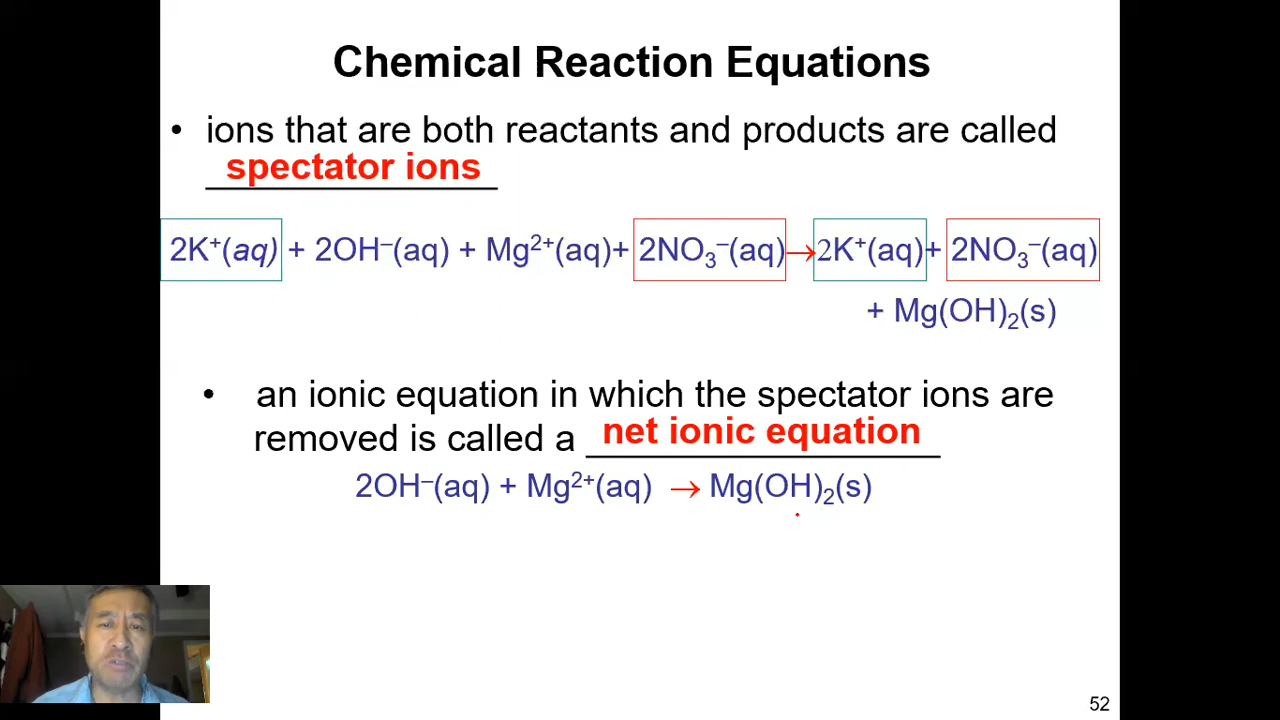 Chemical Reaction Equations
• ions that are both reactants and products are called
spectator ions
2K⁺(aq) + 2OH⁻(aq) + Mg²⁺(aq)+ 2NO₃⁻(aq)→2K⁺(aq)+ 2NO₃⁻(aq)
+ Mg(OH)₂(s)
• an ionic equation in which the spectator ions are
removed is called a net ionic equation
2OH⁻(aq) + Mg²⁺(aq) → Mg(OH)₂(s)
52